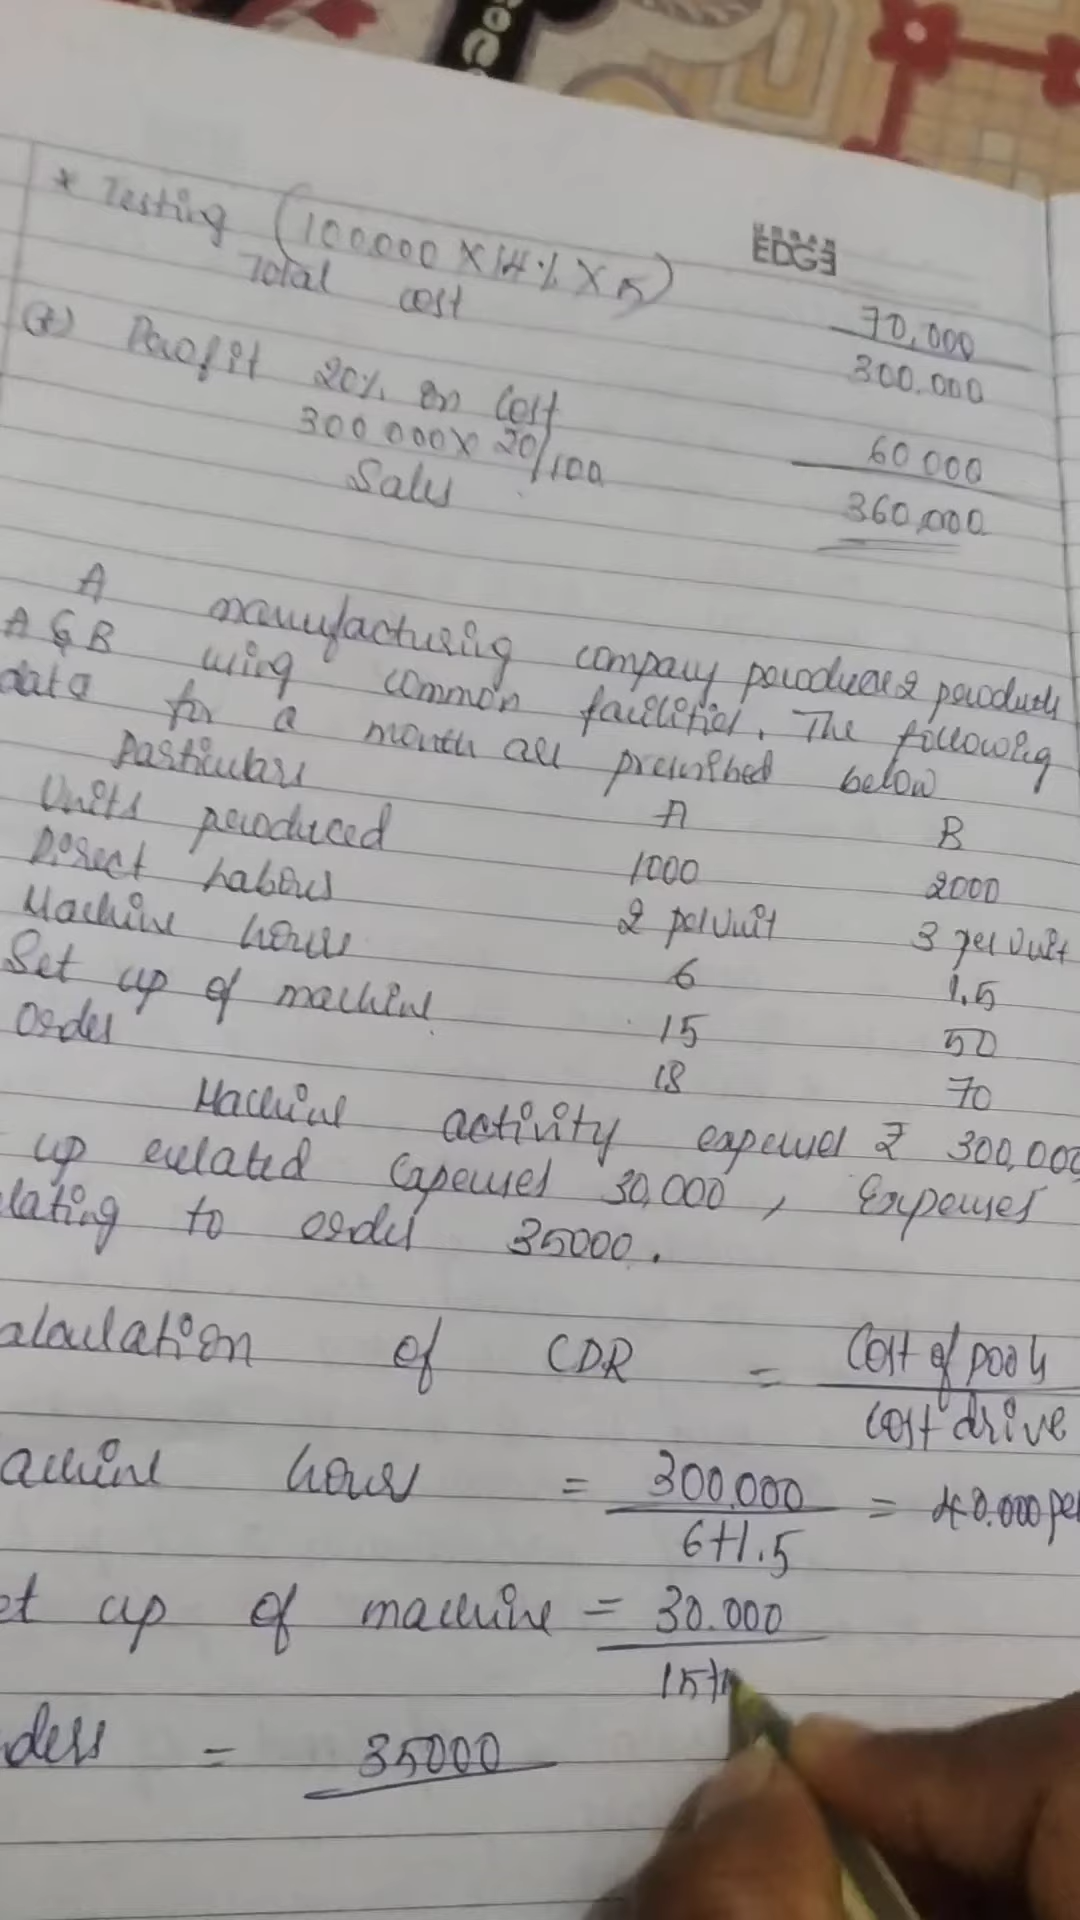 * Testing (100.000 X 14% X 5) 70,000
EDGE
Total cost 300.000
(+) Profit 20% on cost
300 000 X 20/100 60 000
Sales 360,000
A manufacturing company produces 2 products
A & B using common facilities. The following
data for a month are prescribed below
Particulars A B
Units produced 1000 2000
Direct labour 2 per unit 3 per unit
Machine hours 6 1.5
Set up of machine 15 50
Order 18 70
Machine activity expenses ₹ 300,000
up related expenses 30,000, Expenses
lating to order 35000.
alculation of CDR = Cost of pools
Cost drive
achine hour = 300,000 = 40.000 per
6+1.5
et up of machine = 30.000
15+
ders = 35000